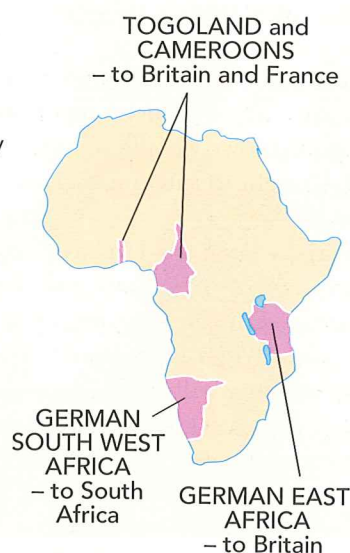 TOGOLAND and
CAMEROONS
– to Britain and France
GERMAN
SOUTH WEST
AFRICA
– to South
Africa
GERMAN EAST
AFRICA
– to Britain